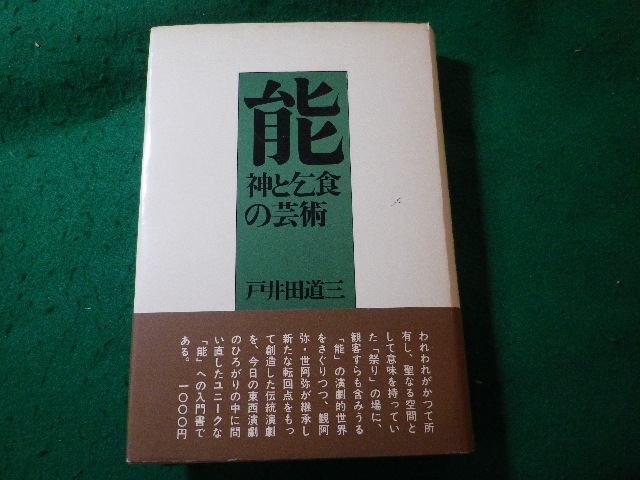 能
神と乞食
の芸術
戸井田道三
われわれがかつて所
有し、聖なる空間と
して意味を持ってい
た「祭り」の場に、
観客すらも含みうる
「能」の演劇的世界
をさぐりつつ、観阿
弥・世阿弥が継承し
新たな転回点をもっ
て創造した伝統演劇
を、今日の東西演劇
のひろがりの中に問
い直したユニークな
「能」への入門書で
ある。 一〇〇〇円